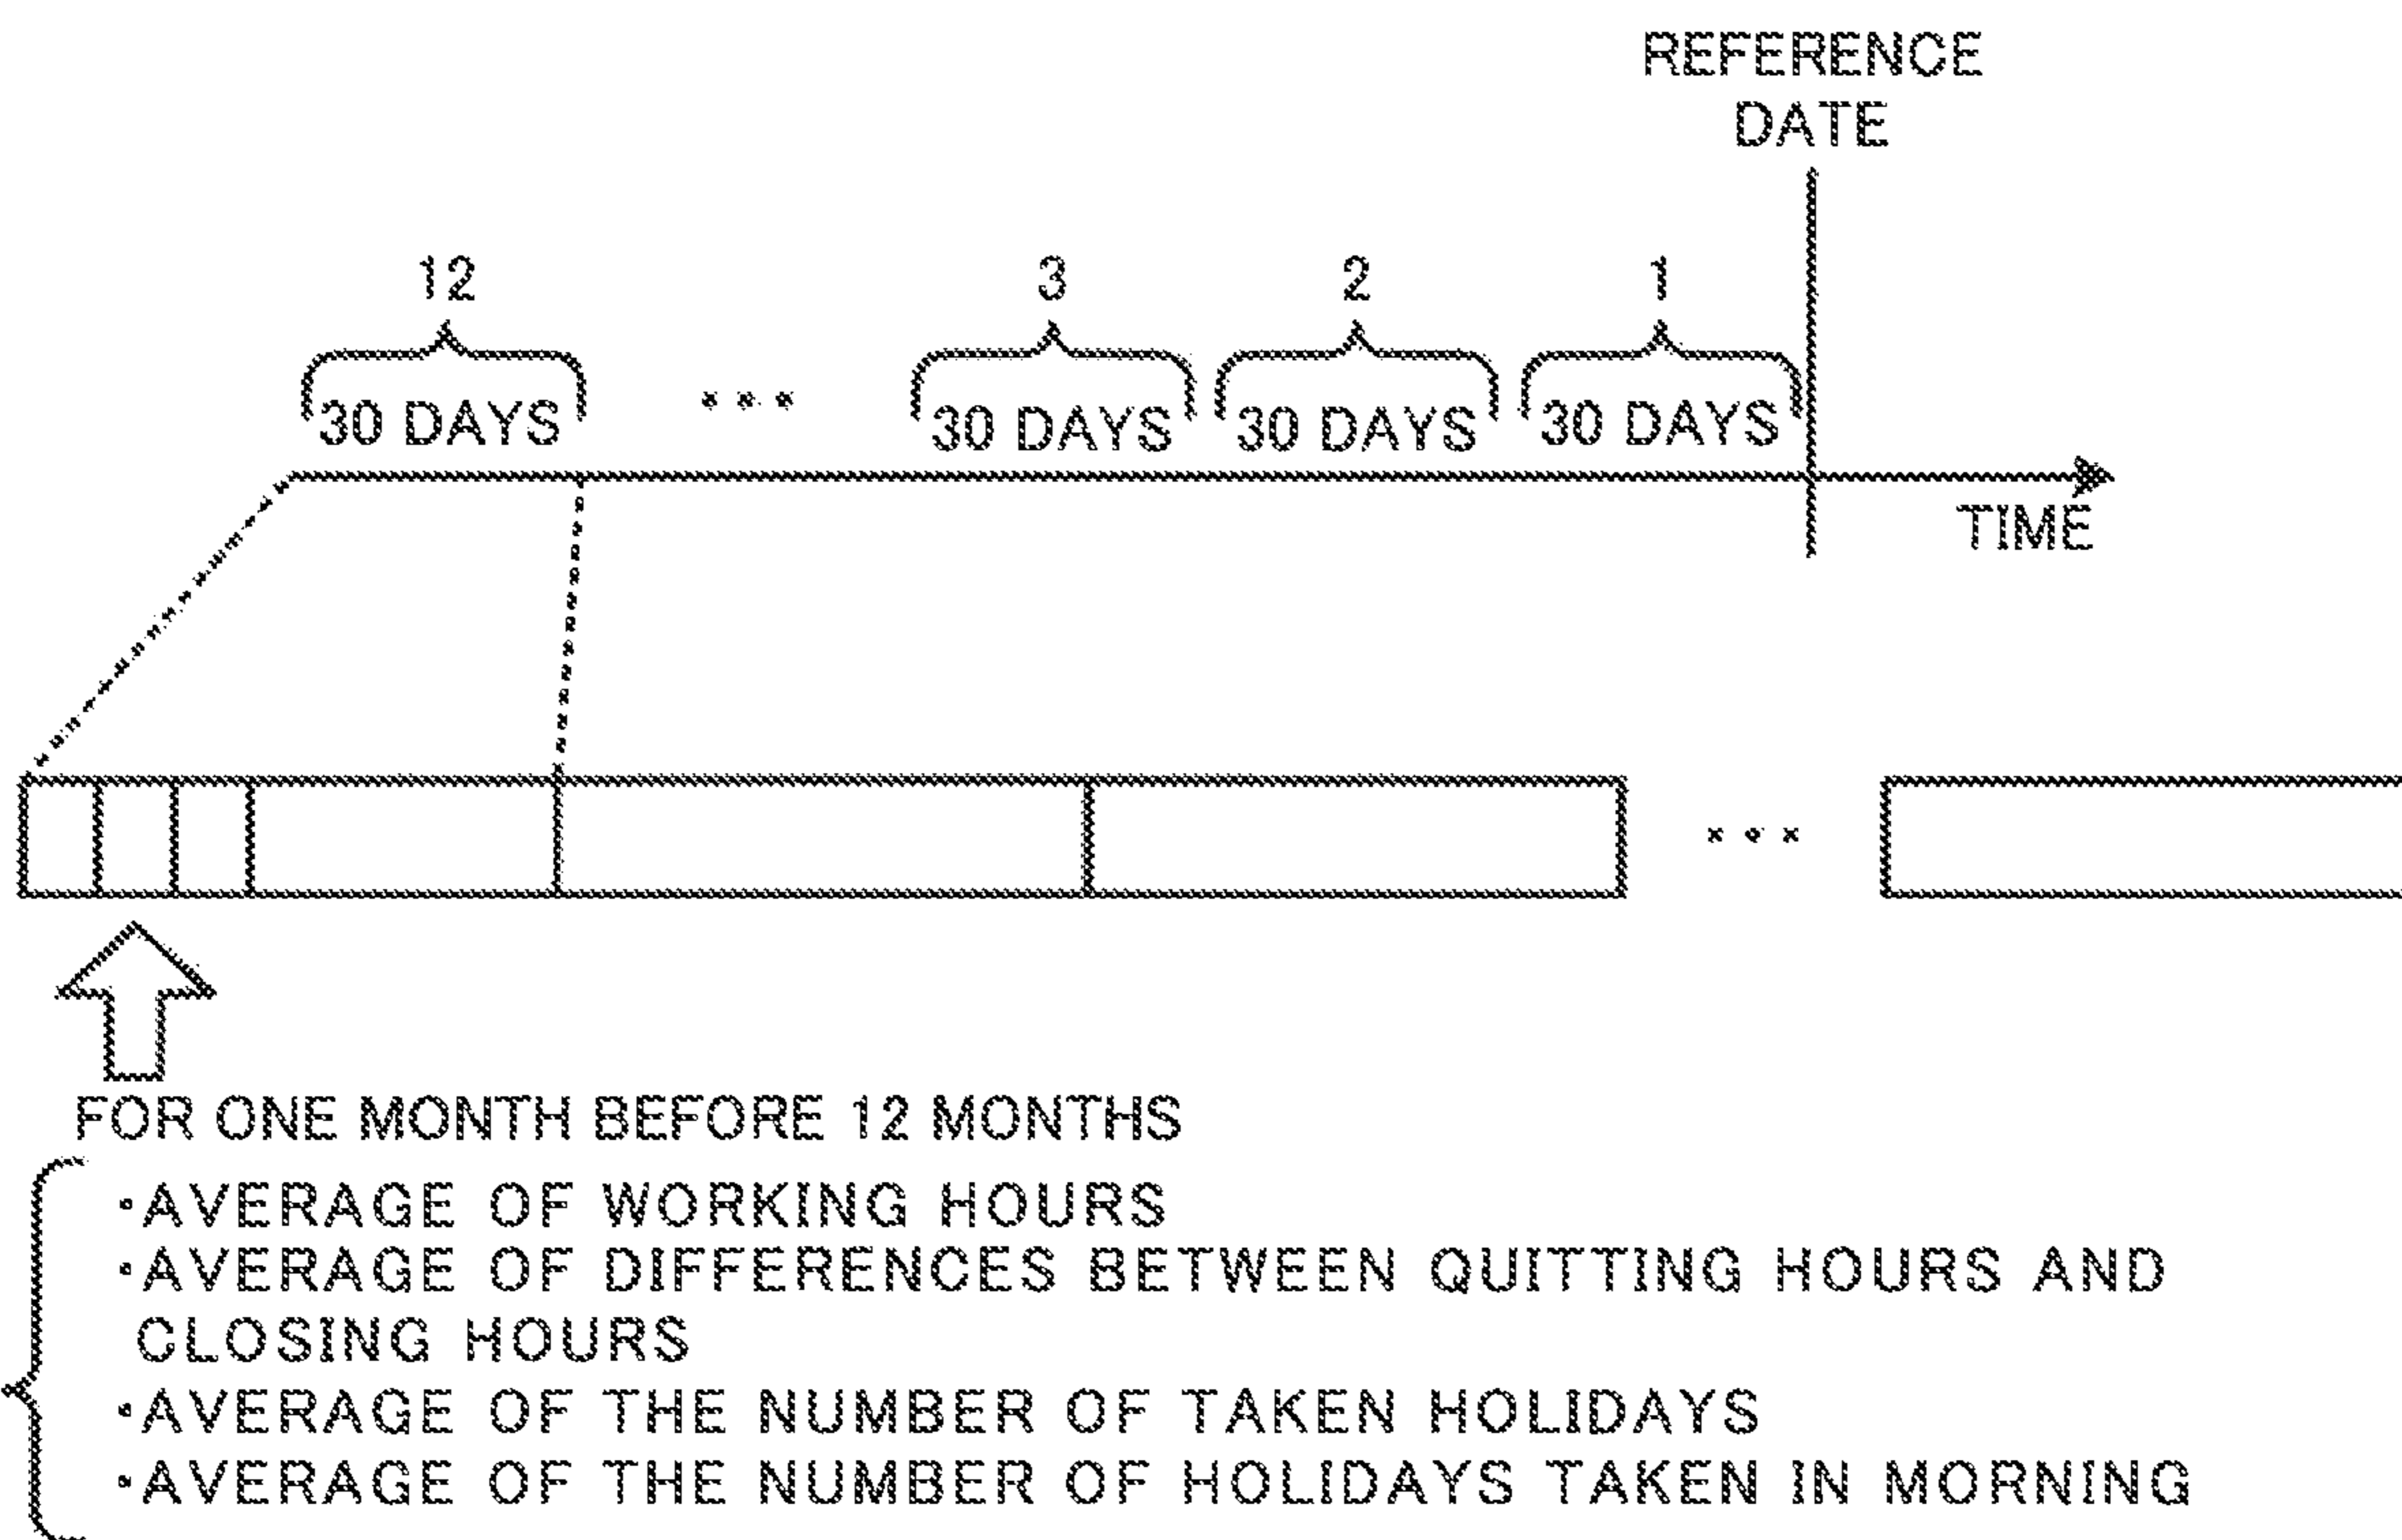 REFERENCE
DATE
12
3
2
1
30 DAYS
...
30 DAYS
30 DAYS
30 DAYS
TIME
...
FOR ONE MONTH BEFORE 12 MONTHS
・AVERAGE OF WORKING HOURS
・AVERAGE OF DIFFERENCES BETWEEN QUITTING HOURS AND
CLOSING HOURS
・AVERAGE OF THE NUMBER OF TAKEN HOLIDAYS
・AVERAGE OF THE NUMBER OF HOLIDAYS TAKEN IN MORNING